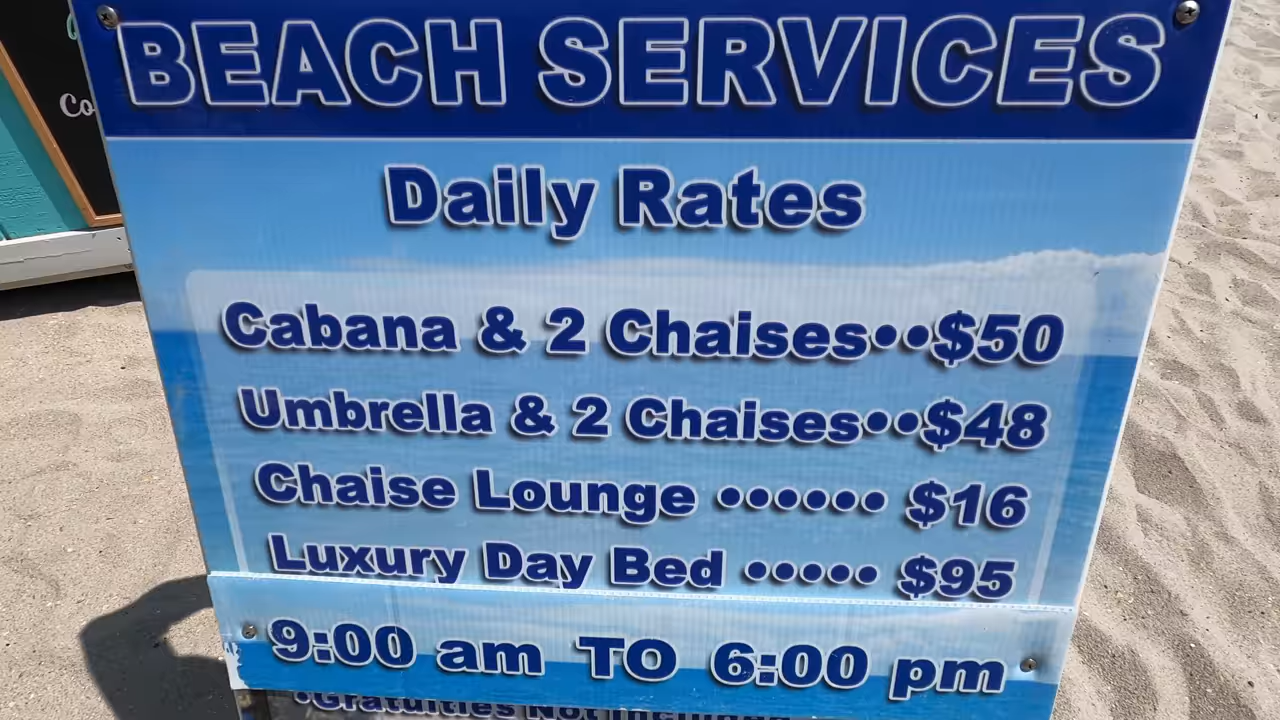 BEACH SERVICES
Daily Rates
Cabana & 2 Chaises••$50
Umbrella & 2 Chaises••$48
Chaise Lounge •••••• $16
Luxury Day Bed ••••• $95
9:00 am TO 6:00 pm
•Gratuities Not Included